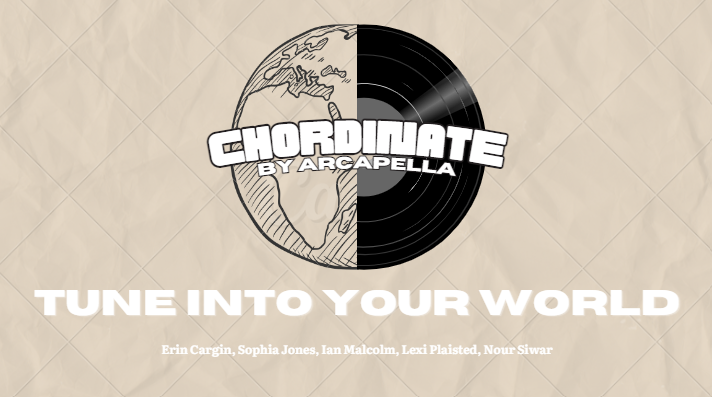 CHORDINATE
BY ARCAPELLA
TUNE INTO YOUR WORLD
Erin Cargin, Sophia Jones, Ian Malcolm, Lexi Plaisted, Nour Siwar